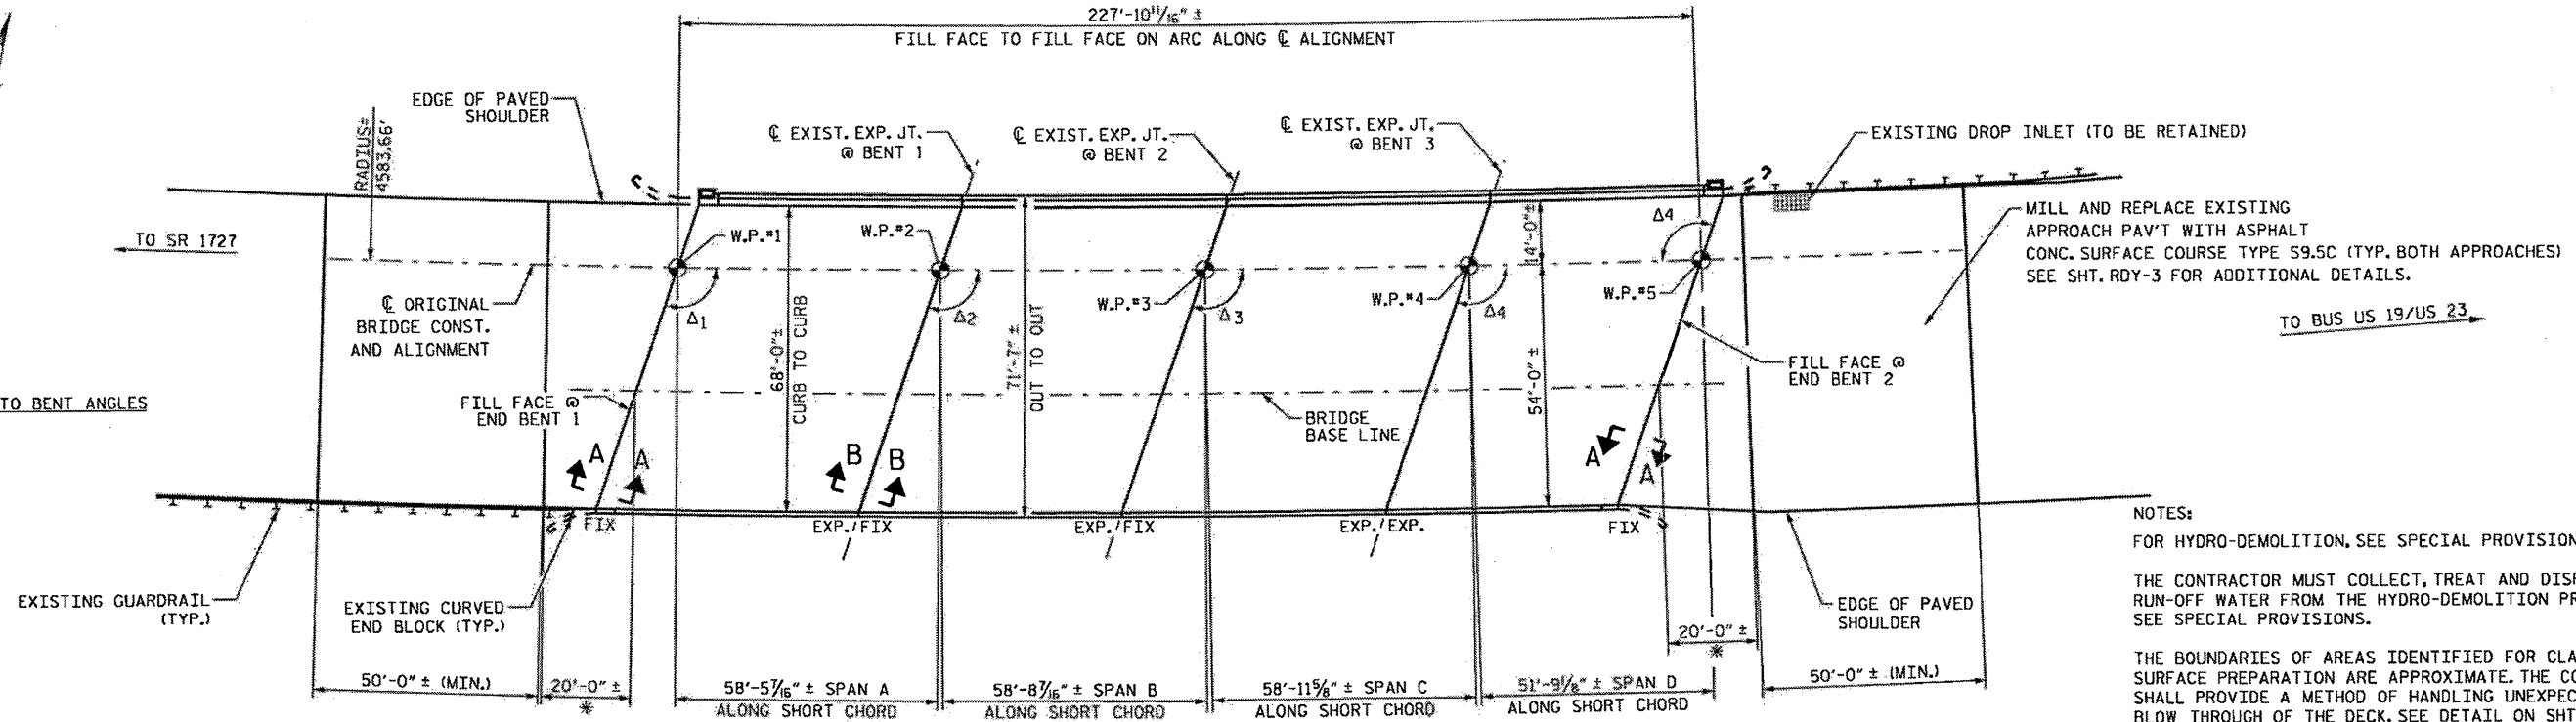 227'-10 11/16" ±
FILL FACE TO FILL FACE ON ARC ALONG ℄ ALIGNMENT
EDGE OF PAVED
SHOULDER
RADIUS=
4583.66'
℄ EXIST. EXP. JT.
@ BENT 1
℄ EXIST. EXP. JT.
@ BENT 2
℄ EXIST. EXP. JT.
@ BENT 3
EXISTING DROP INLET (TO BE RETAINED)
MILL AND REPLACE EXISTING
APPROACH PAV'T WITH ASPHALT
CONC. SURFACE COURSE TYPE S9.5C (TYP. BOTH APPROACHES)
SEE SHT. RDY-3 FOR ADDITIONAL DETAILS.
TO SR 1727
W.P.#1
W.P.#2
W.P.#3
W.P.#4
W.P.#5
Δ1
Δ2
Δ3
Δ4
Δ4
14'-0" ±
54'-0" ±
68'-0" ±
CURB TO CURB
71'-7" ±
OUT TO OUT
℄ ORIGINAL
BRIDGE CONST.
AND ALIGNMENT
TO BUS US 19/US 23
FILL FACE @
END BENT 2
TO BENT ANGLES
FILL FACE @
END BENT 1
BRIDGE
BASE LINE
A
A
B
B
A
A
FIX
EXP./FIX
EXP./FIX
EXP./EXP.
FIX
EXISTING GUARDRAIL
(TYP.)
EXISTING CURVED
END BLOCK (TYP.)
EDGE OF PAVED
SHOULDER
50'-0" ± (MIN.)
20'-0" ±
*
58'-5 7/16" ± SPAN A
ALONG SHORT CHORD
58'-8 7/16" ± SPAN B
ALONG SHORT CHORD
58'-11 5/8" ± SPAN C
ALONG SHORT CHORD
51'-9 1/8" ± SPAN D
ALONG SHORT CHORD
20'-0" ±
*
50'-0" ± (MIN.)
NOTES:
FOR HYDRO-DEMOLITION, SEE SPECIAL PROVISION
THE CONTRACTOR MUST COLLECT, TREAT AND
RUN-OFF WATER FROM THE HYDRO-DEMOLITION
SEE SPECIAL PROVISIONS.
THE BOUNDARIES OF AREAS IDENTIFIED FOR
SURFACE PREPARATION ARE APPROXIMATE. THE
SHALL PROVIDE A METHOD OF HANDLING
BLOW THROUGH OF THE DECK. SEE DETAIL ON